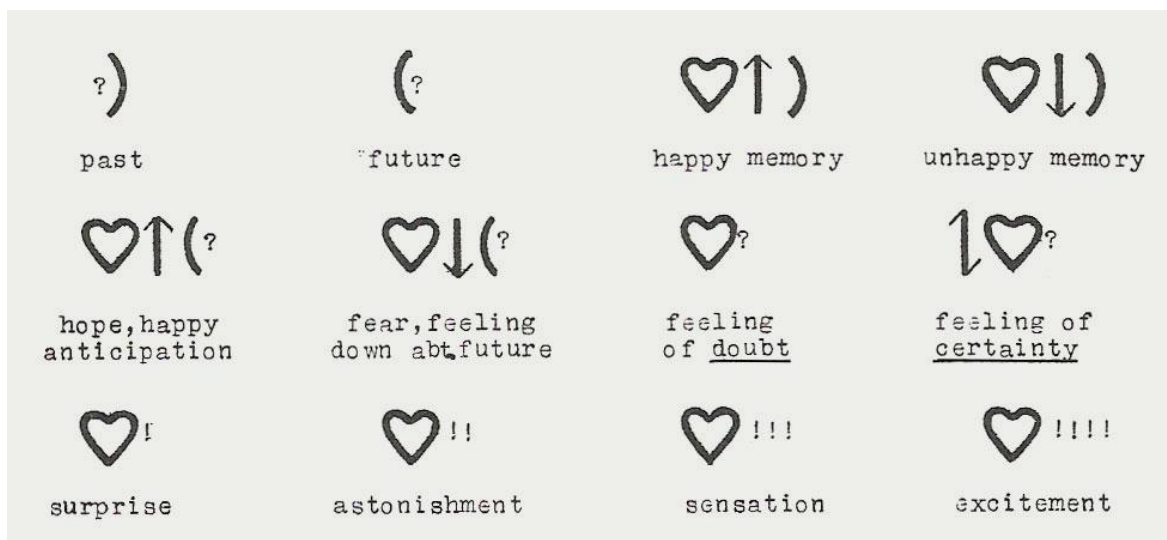 ?) (? ♡↑) ♡↓)
past future happy memory unhappy memory
♡↑(? ♡↓(? ♡? ↿♡?
hope,happy fear,feeling feeling feeling of
anticipation down abt.future of doubt certainty
♡! ♡!! ♡!!! ♡!!!!
surprise astonishment sensation excitement